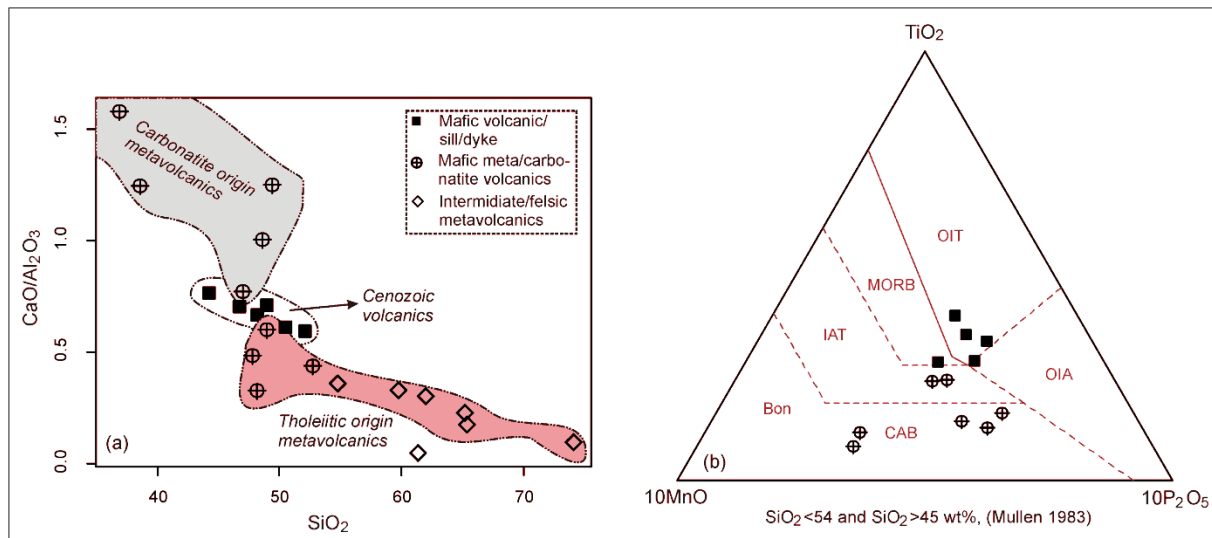 Carbonatite origin
metavolcanics
Mafic volcanic/
sill/dyke
Mafic meta/carbo-
natite volcanics
Intermidiate/felsic
metavolcanics
Cenozoic
volcanics
Tholeiitic origin
metavolcanics
(a)
CaO/Al₂O₃
1.5
1.0
0.5
0.0
40 50 60 70
SiO₂
TiO₂
OIT
MORB
IAT
OIA
Bon
CAB
(b)
10MnO
10P₂O₅
SiO₂<54 and SiO₂>45 wt%, (Mullen 1983)